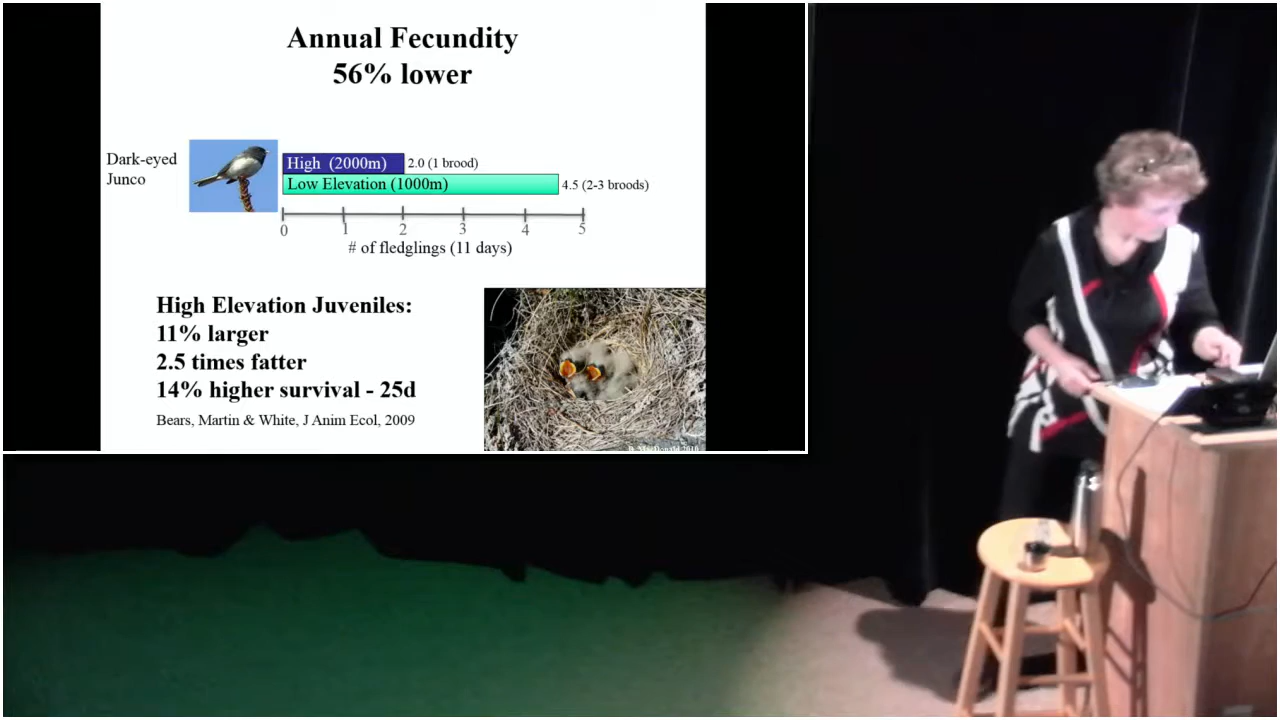 Annual Fecundity
56% lower
Dark-eyed
Junco
High (2000m)
2.0 (1 brood)
Low Elevation (1000m)
4.5 (2-3 broods)
0 1 2 3 4 5
# of fledglings (11 days)
High Elevation Juveniles:
11% larger
2.5 times fatter
14% higher survival - 25d
Bears, Martin & White, J Anim Ecol, 2009